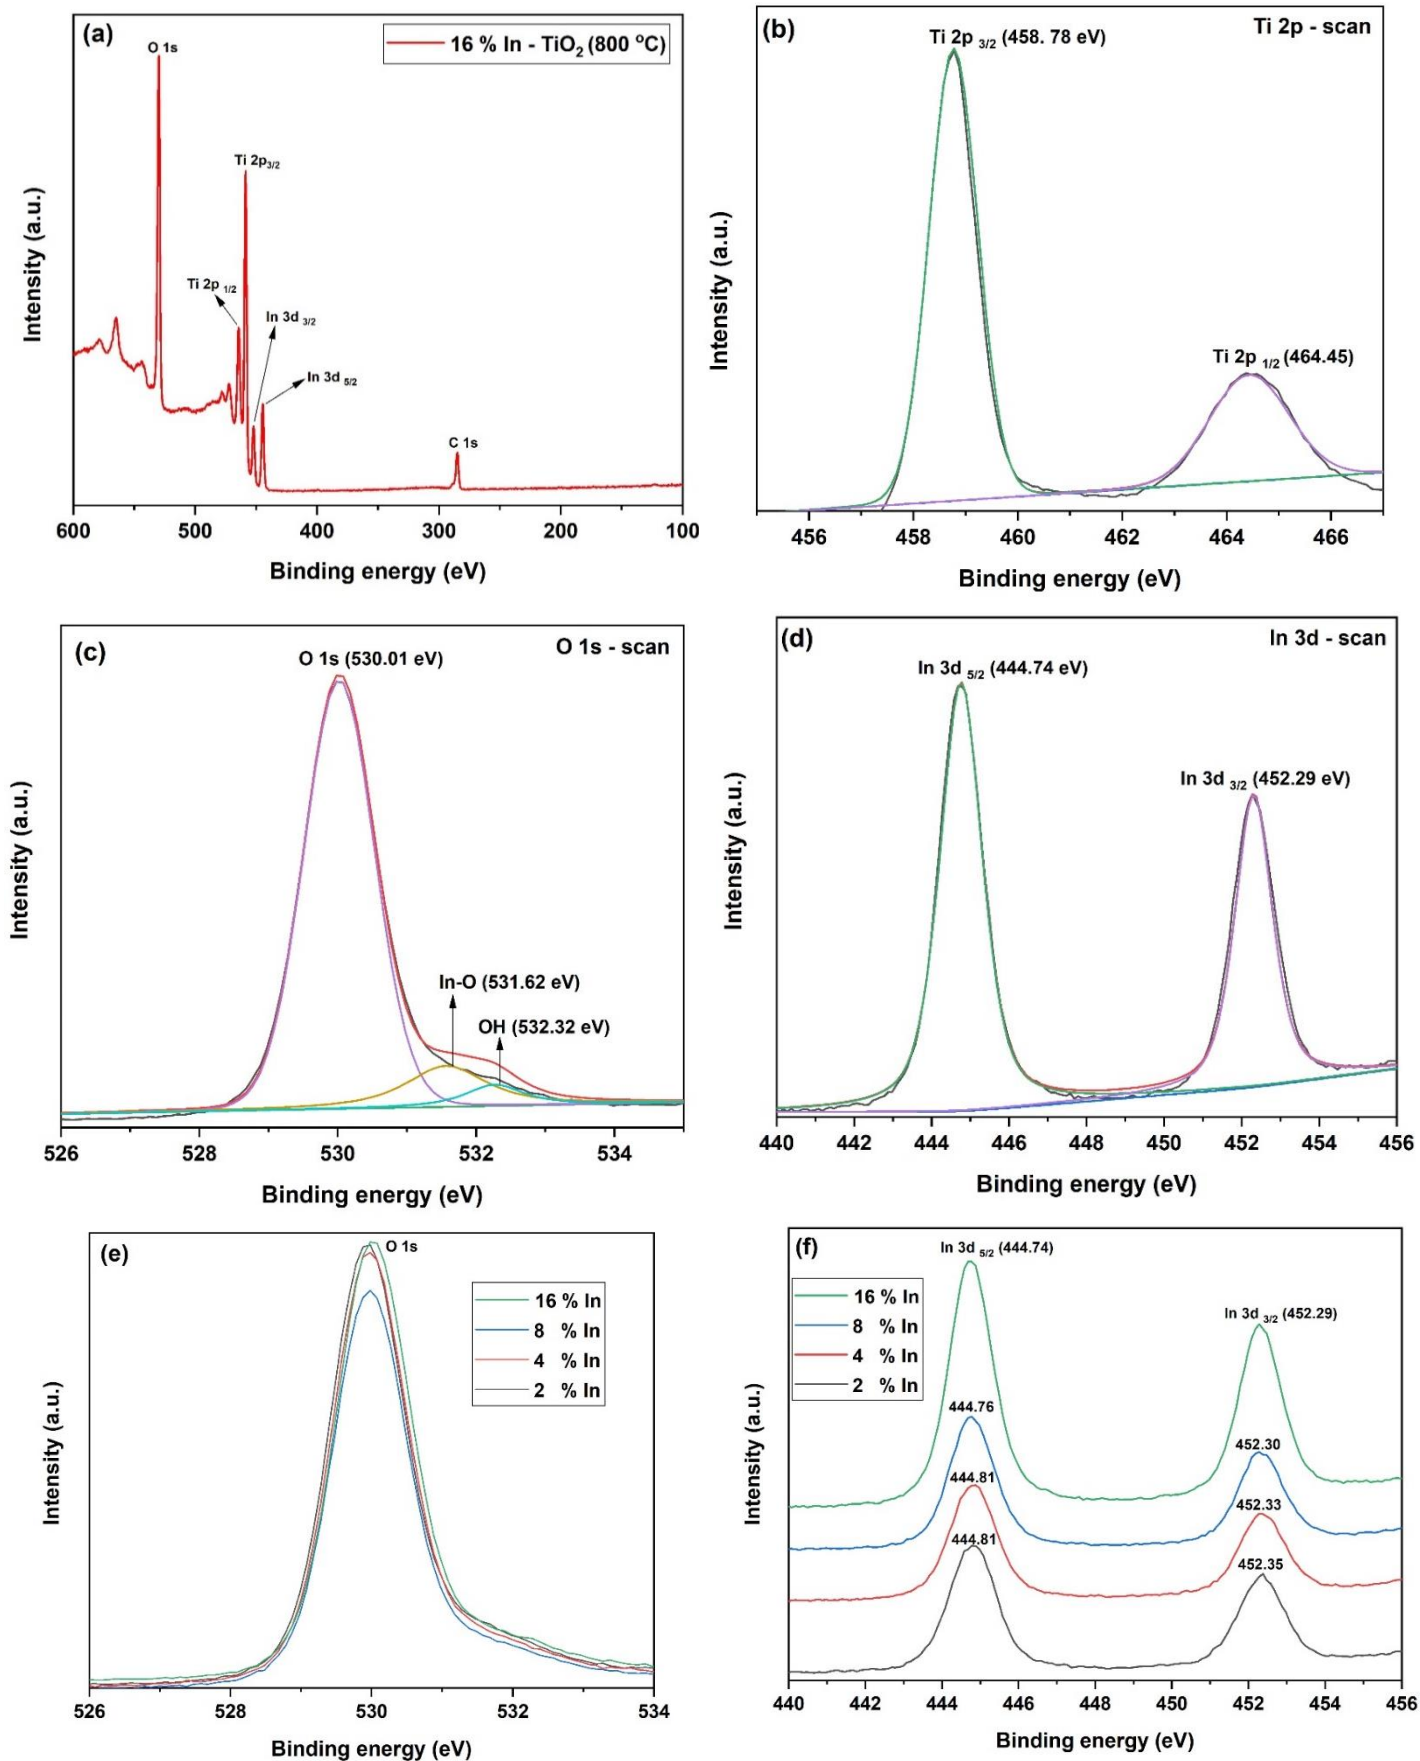 (a)
16 % In - TiO2 (800 °C)
O 1s
Ti 2p3/2
Ti 2p 1/2
In 3d 3/2
In 3d 5/2
C 1s
Intensity (a.u.)
600 500 400 300 200 100
Binding energy (eV)
(b)
Ti 2p - scan
Ti 2p 3/2 (458. 78 eV)
Ti 2p 1/2 (464.45)
Intensity (a.u.)
456 458 460 462 464 466
Binding energy (eV)
(c)
O 1s - scan
O 1s (530.01 eV)
In-O (531.62 eV)
OH (532.32 eV)
Intensity (a.u.)
526 528 530 532 534
Binding energy (eV)
(d)
In 3d - scan
In 3d 5/2 (444.74 eV)
In 3d 3/2 (452.29 eV)
Intensity (a.u.)
440 442 444 446 448 450 452 454 456
Binding energy (eV)
(e)
O 1s
16 % In
8 % In
4 % In
2 % In
Intensity (a.u.)
526 528 530 532 534
Binding energy (eV)
(f)
In 3d 5/2 (444.74)
In 3d 3/2 (452.29)
16 % In
8 % In
4 % In
2 % In
444.76
452.30
444.81
452.33
444.81
452.35
Intensity (a.u.)
440 442 444 446 448 450 452 454 456
Binding energy (eV)